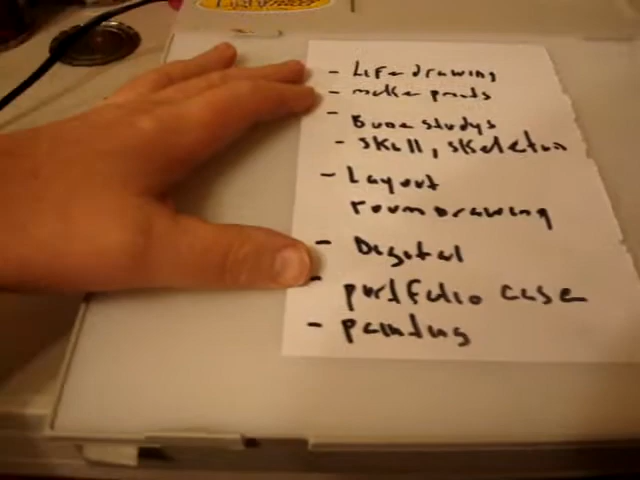 - Life drawing
- make prints
- Bone studys
- skull, skeleton
- Layout
room Drawing
- Digital
- portfolio case
- painting